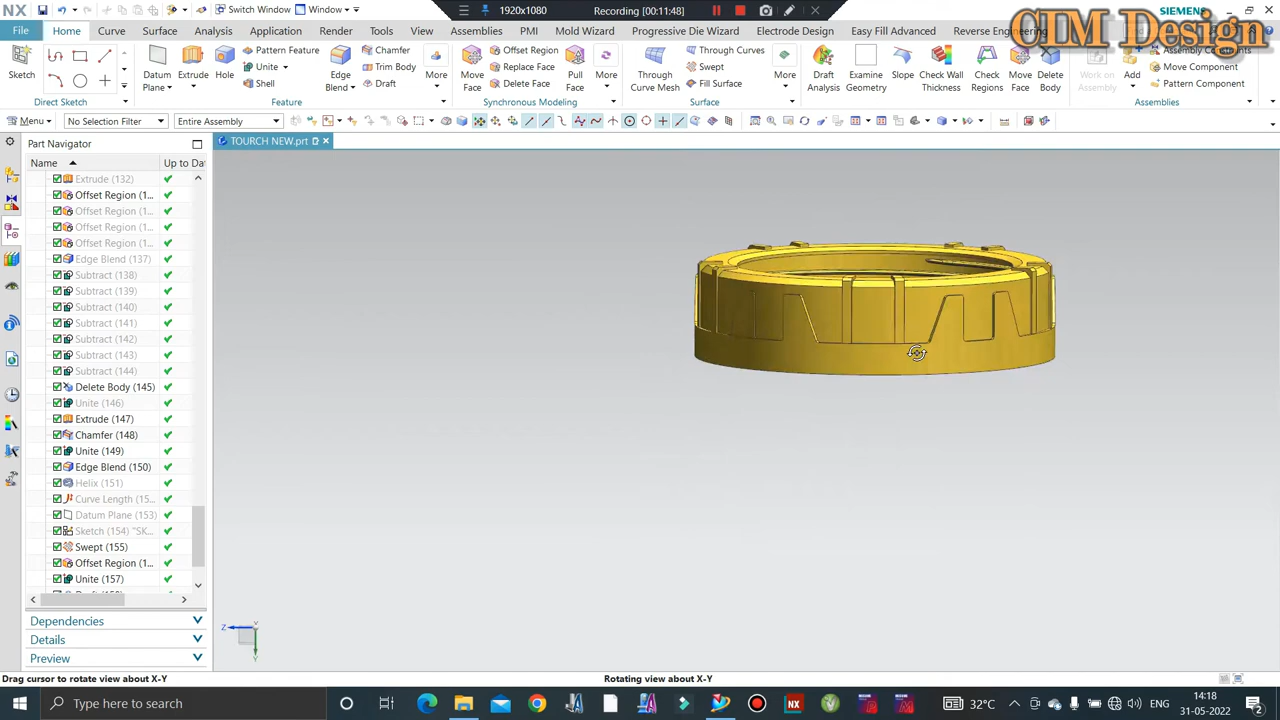 NX
Switch Window
Window
1920x1080
Recording [00:11:48]
SIEMENS
CIM Design
File
Home
Curve
Surface
Analysis
Application
Render
Tools
View
Assemblies
PMI
Mold Wizard
Progressive Die Wizard
Electrode Design
Easy Fill Advanced
Reverse Engineering
Sketch
Datum Plane
Extrude
Hole
Pattern Feature
Unite
Shell
Edge Blend
Chamfer
Trim Body
Draft
More
Move Face
Offset Region
Replace Face
Delete Face
Pull Face
More
Through Curve Mesh
Through Curves
Swept
Fill Surface
More
Draft Analysis
Examine Geometry
Slope
Check Wall Thickness
Check Regions
Move Face
Delete Body
Work on Assembly
Add
Assembly Constraints
Move Component
Pattern Component
Direct Sketch
Feature
Synchronous Modeling
Surface
Assemblies
Menu
No Selection Filter
Entire Assembly
Part Navigator
TOURCH NEW.prt
Name
Up to Da
Extrude (132)
Offset Region (1...
Offset Region (1...
Offset Region (1...
Offset Region (1...
Edge Blend (137)
Subtract (138)
Subtract (139)
Subtract (140)
Subtract (141)
Subtract (142)
Subtract (143)
Subtract (144)
Delete Body (145)
Unite (146)
Extrude (147)
Chamfer (148)
Unite (149)
Edge Blend (150)
Helix (151)
Curve Length (15...
Datum Plane (153)
Sketch (154) "SK...
Swept (155)
Offset Region (1...
Unite (157)
Dependencies
Details
Preview
Z
Y
Y
Drag cursor to rotate view about X-Y
Rotating view about X-Y
Type here to search
NX
32°C
ENG
14:18
31-05-2022